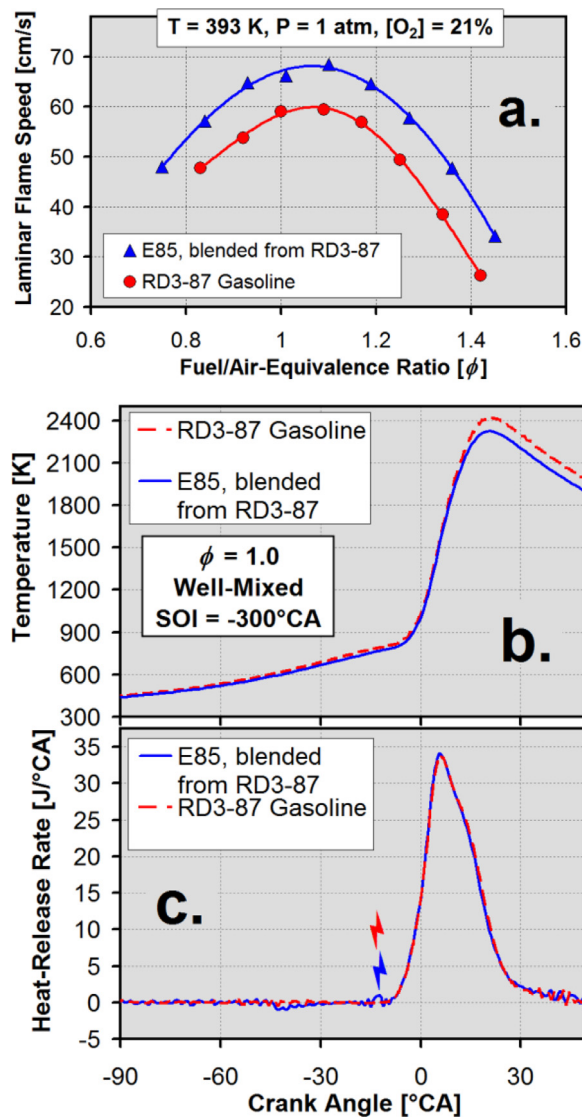 T = 393 K, P = 1 atm, [O₂] = 21%
Laminar Flame Speed [cm/s]
70
60
50
40
30
20
a.
E85, blended from RD3-87
RD3-87 Gasoline
0.6 0.8 1 1.2 1.4 1.6
Fuel/Air-Equivalence Ratio [ϕ]
Temperature [K]
2400
2100
1800
1500
1200
900
600
300
RD3-87 Gasoline
E85, blended
from RD3-87
ϕ = 1.0
Well-Mixed
SOI = -300°CA
b.
Heat-Release Rate [J/°CA]
35
30
25
20
15
10
5
0
-5
E85, blended
from RD3-87
RD3-87 Gasoline
c.
-90 -60 -30 0 30
Crank Angle [°CA]